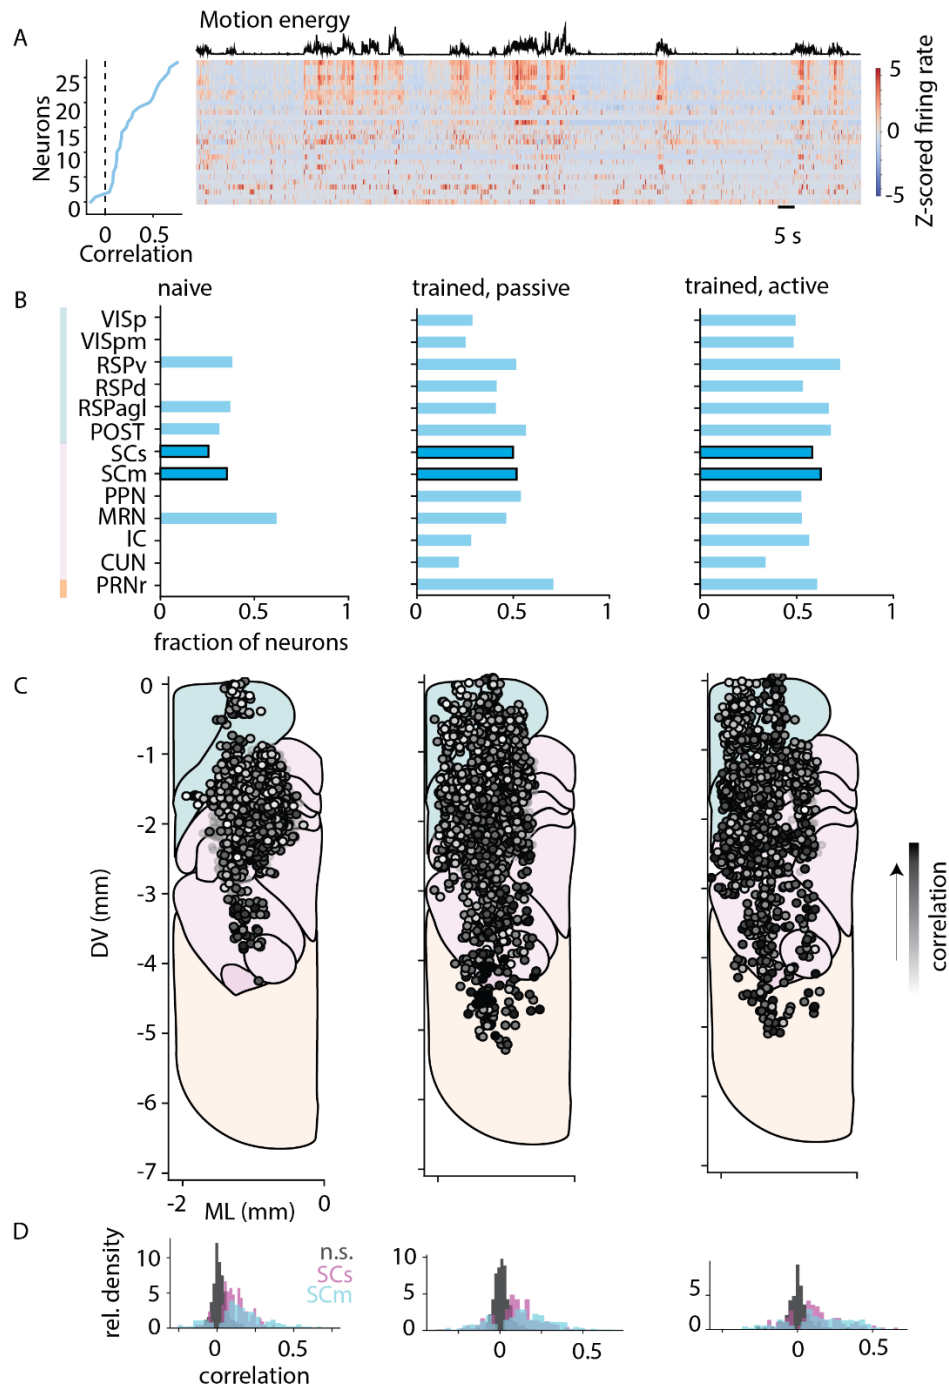 A
Motion energy
Neurons
25
20
15
10
5
0
0 0.5
Correlation
5
0
-5
Z-scored firing rate
5 s
B
naive
trained, passive
trained, active
VISp
VISpm
RSPv
RSPd
RSPagl
POST
SCs
SCm
PPN
MRN
IC
CUN
PRNr
0 0.5 1
0 0.5 1
0 0.5 1
fraction of neurons
C
0
-1
-2
-3
-4
-5
-6
-7
DV (mm)
-2 0
ML (mm)
correlation
D
rel. density
10
5
0
n.s.
SCs
SCm
0 0.5
correlation
10
5
0
0 0.5
5
0
0 0.5